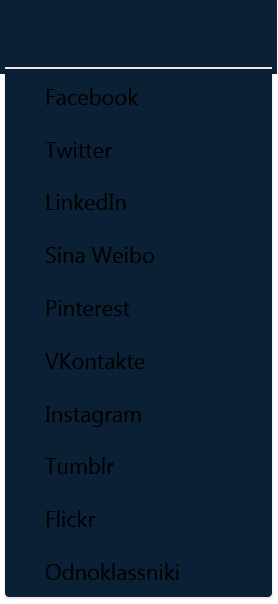 Facebook
Twitter
LinkedIn
Sina Weibo
Pinterest
VKontakte
Instagram
Tumblr
Flickr
Odnoklassniki